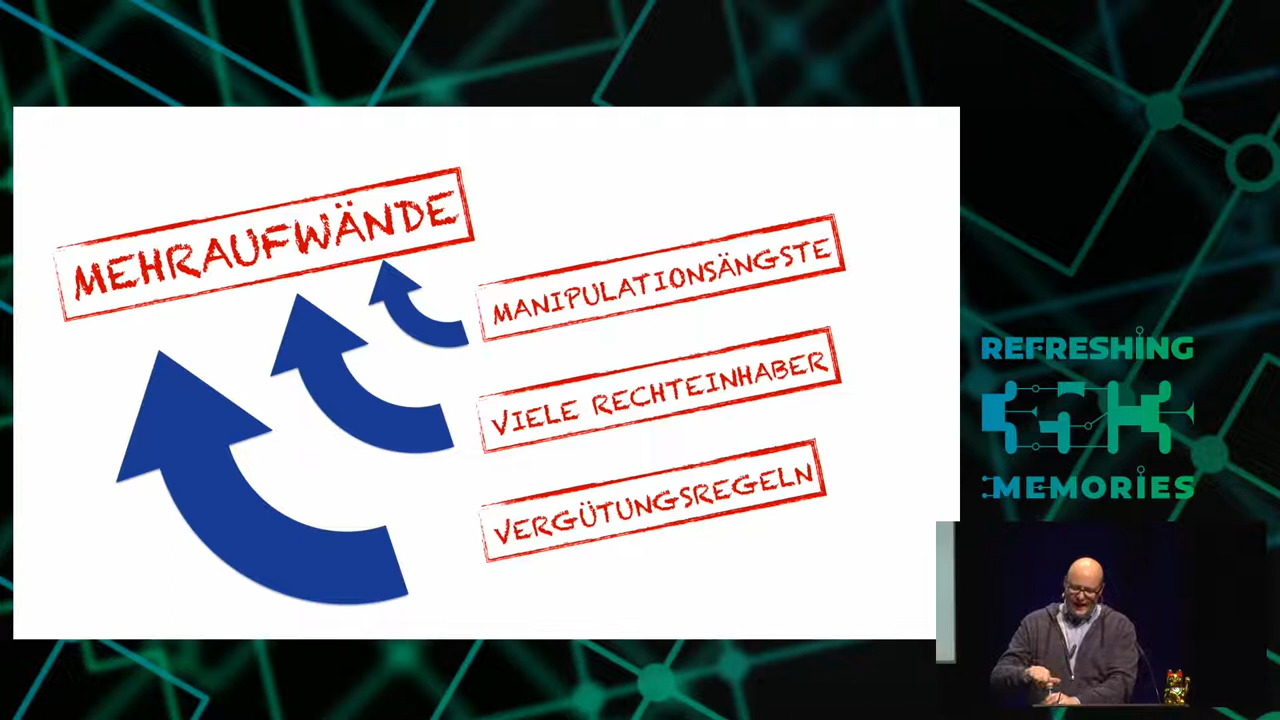 MEHRAUFWÄNDE
MANIPULATIONSÄNGSTE
VIELE RECHTEINHABER
VERGÜTUNGSREGELN
REFRESHING
MEMORIES